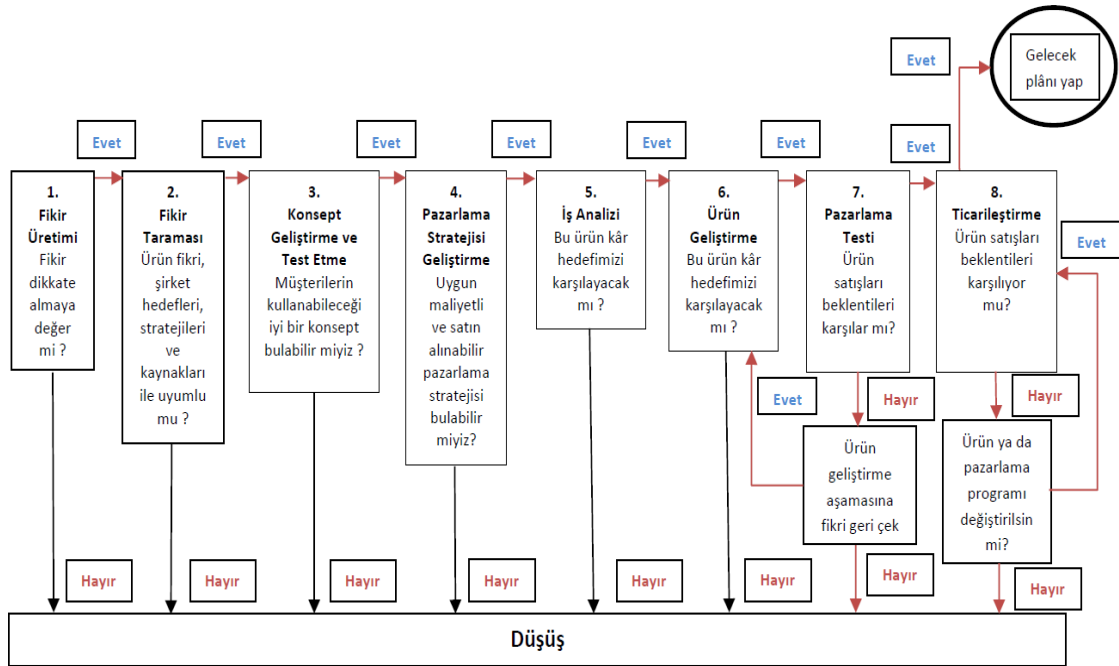 Evet
Gelecek
plânı yap
Evet
Evet
Evet
Evet
Evet
Evet
Evet
1.
Fikir
Üretimi
Fikir
dikkate
almaya
değer
mi ?
2.
Fikir
Taraması
Ürün fikri,
şirket
hedefleri,
stratejileri
ve
kaynakları
ile uyumlu
mu ?
3.
Konsept
Geliştirme ve
Test Etme
Müşterilerin
kullanabileceği
iyi bir konsept
bulabilir miyiz ?
4.
Pazarlama
Stratejisi
Geliştirme
Uygun
maliyetli
ve satın
alınabilir
pazarlama
stratejisi
bulabilir
miyiz?
5.
İş Analizi
Bu ürün kâr
hedefimizi
karşılayacak
mı ?
6.
Ürün
Geliştirme
Bu ürün kâr
hedefimizi
karşılayacak
mı ?
7.
Pazarlama
Testi
Ürün
satışları
beklentileri
karşılar mı?
8.
Ticarileştirme
Ürün satışları
beklentileri
karşılıyor
mu?
Evet
Evet
Hayır
Hayır
Ürün
geliştirme
aşamasına
fikri geri çek
Ürün ya da
pazarlama
programı
değiştirilsin
mi?
Hayır
Hayır
Hayır
Hayır
Hayır
Hayır
Hayır
Hayır
Düşüş